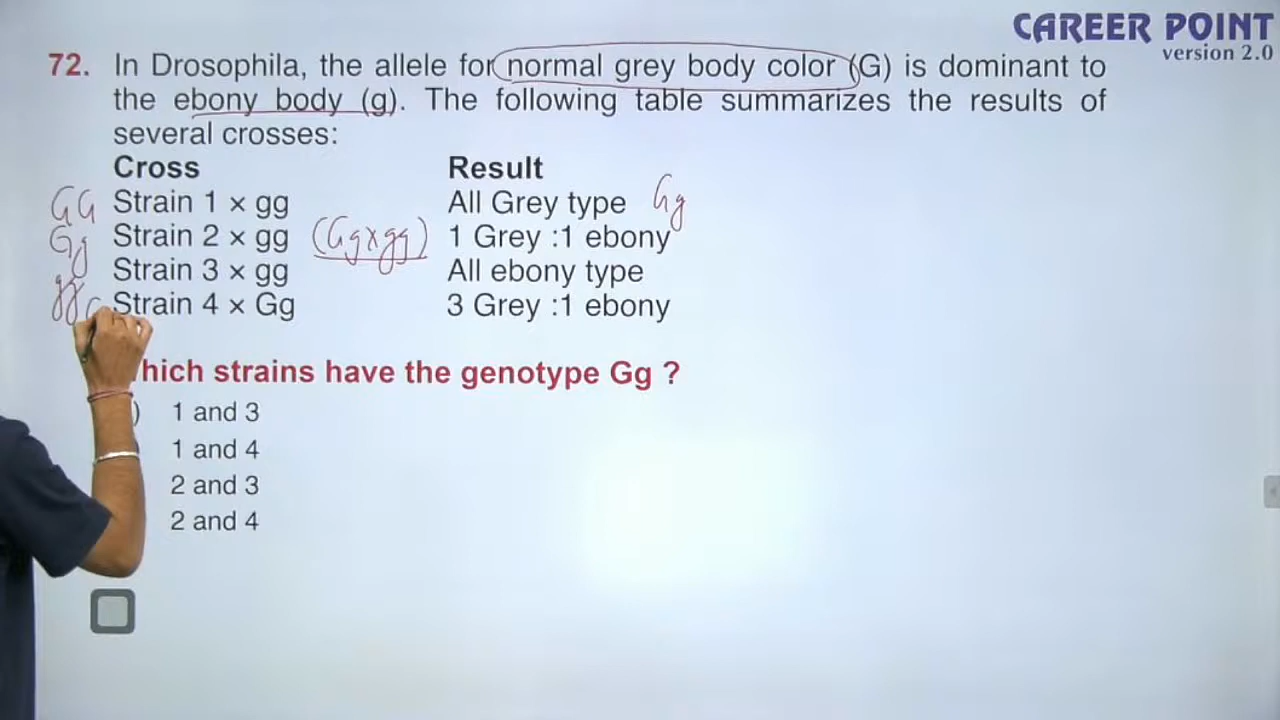 CAREER POINT
version 2.0
72. In Drosophila, the allele for normal grey body color (G) is dominant to
the ebony body (g). The following table summarizes the results of
several crosses:
Cross Result
GG Strain 1 × gg All Grey type Gg
Gg Strain 2 × gg (Gg×gg) 1 Grey :1 ebony
gg Strain 3 × gg All ebony type
Strain 4 × Gg 3 Grey :1 ebony
hich strains have the genotype Gg ?
) 1 and 3
1 and 4
2 and 3
2 and 4